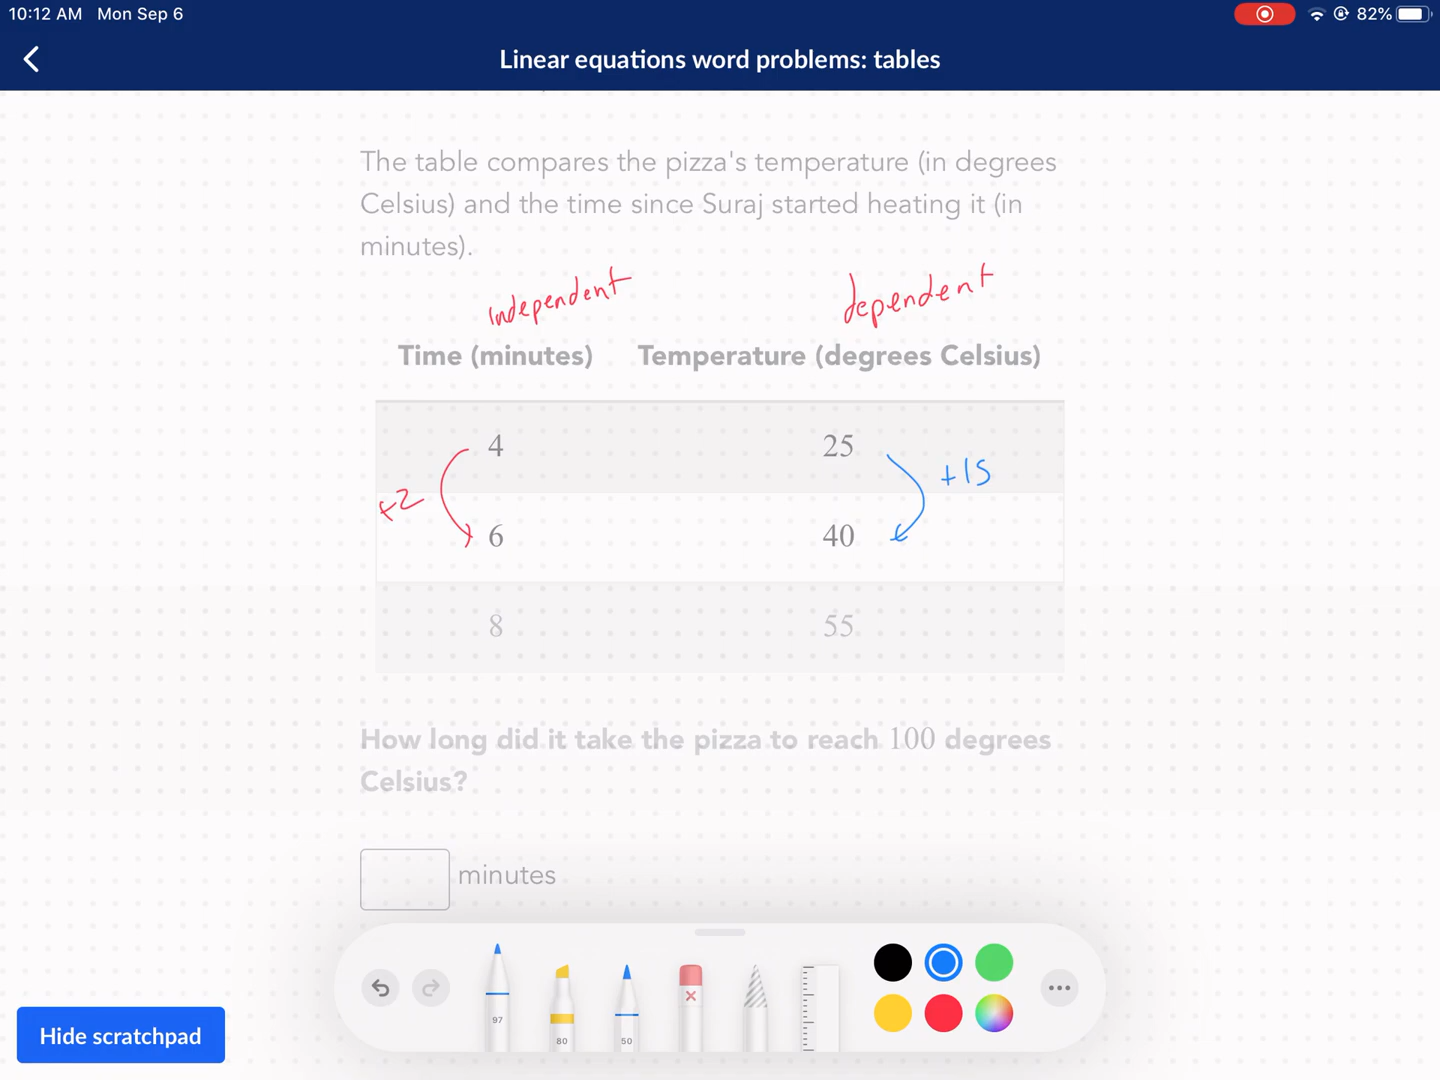 10:12 AM Mon Sep 6 82%
Linear equations word problems: tables
The table compares the pizza's temperature (in degrees
Celsius) and the time since Suraj started heating it (in
minutes).
independent dependent
Time (minutes) Temperature (degrees Celsius)
4 25
+2 +15
6 40
8 55
How long did it take the pizza to reach 100 degrees
Celsius?
minutes
97 80 50
Hide scratchpad